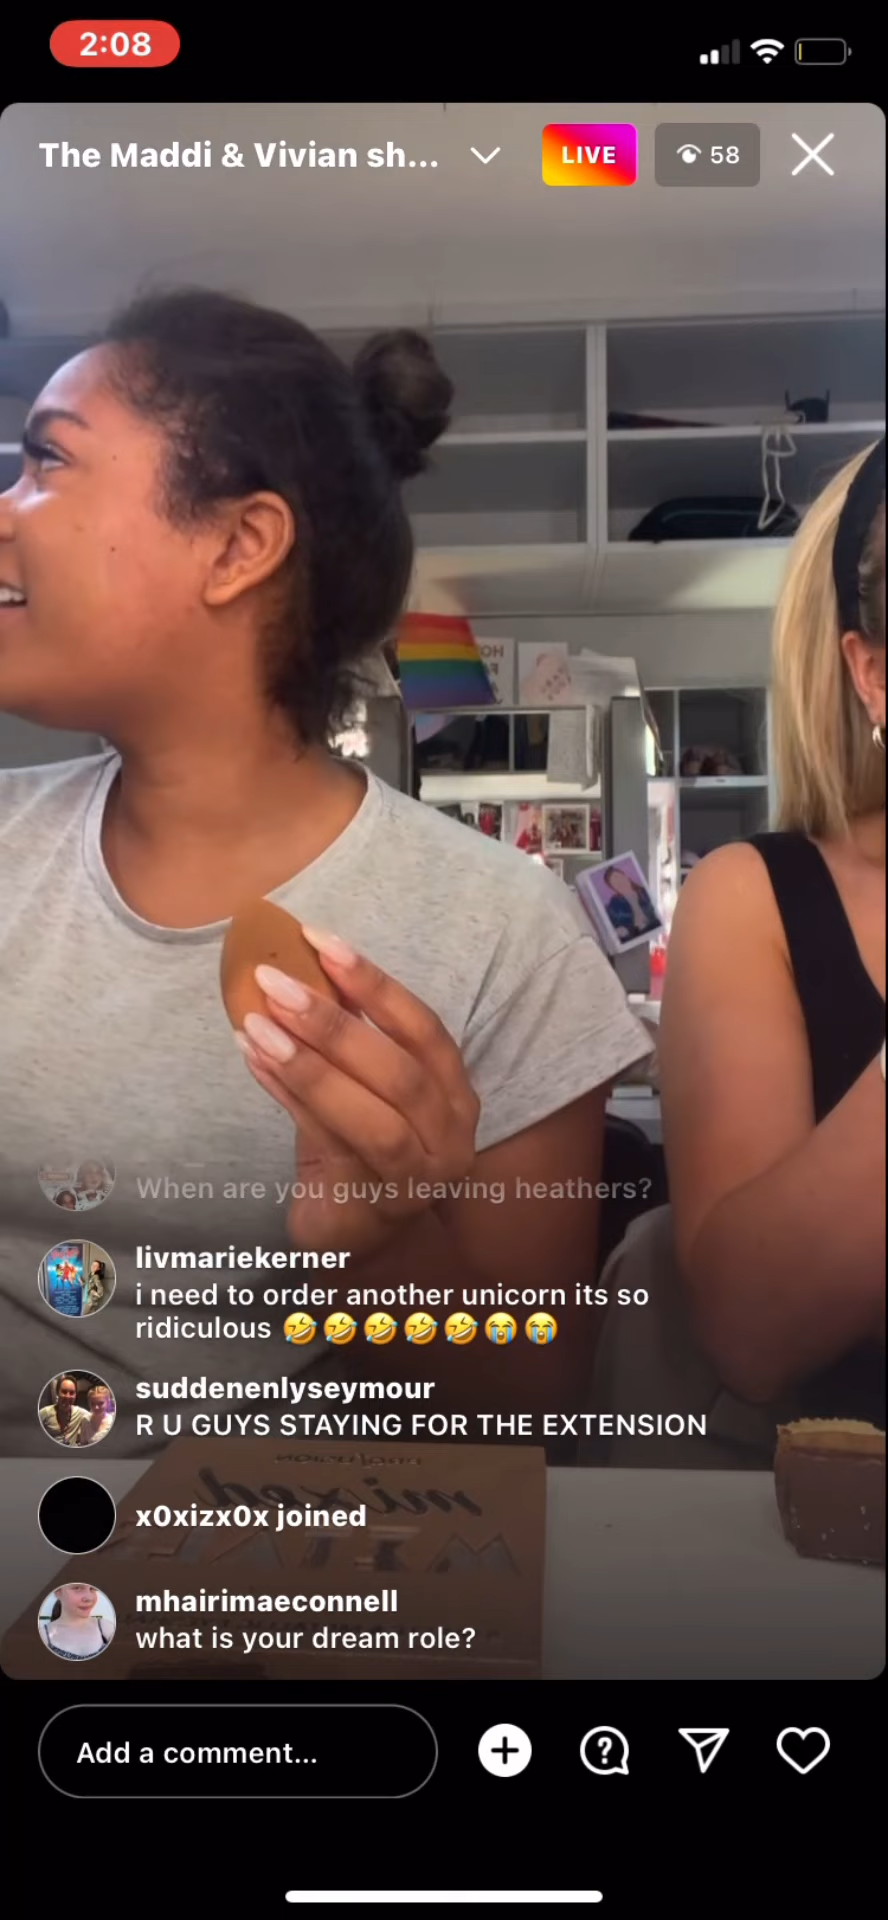 2:08
The Maddi & Vivian sh...
LIVE
58
When are you guys leaving heathers?
livmariekerner
i need to order another unicorn its so
ridiculous 🤣🤣🤣🤣🤣😭😭
suddenenlyseymour
R U GUYS STAYING FOR THE EXTENSION
x0xizx0x joined
mhairimaeconnell
what is your dream role?
Add a comment...